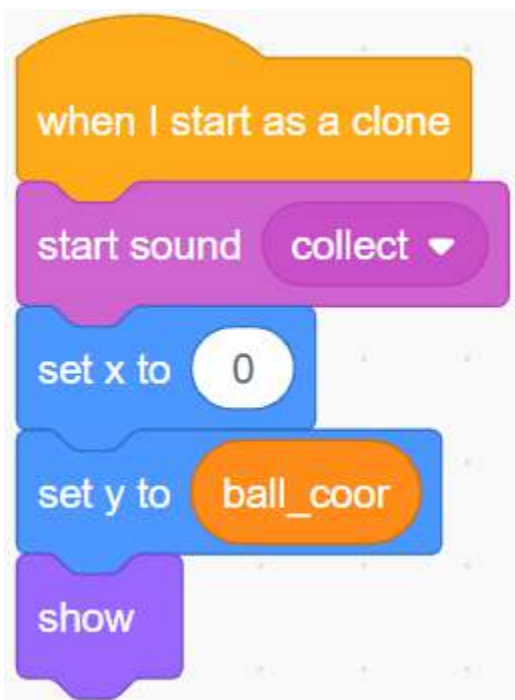 when I start as a clone
start sound collect
set x to 0
set y to ball_coor
show